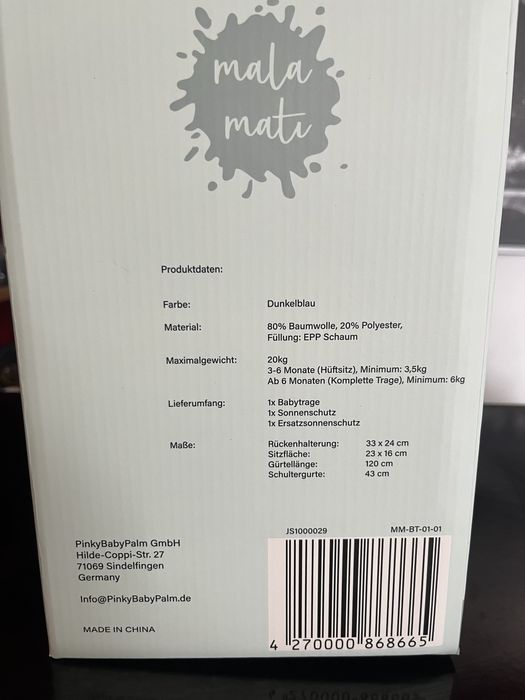 mala
mati
Produktdaten:
Farbe: Dunkelblau
Material: 80% Baumwolle, 20% Polyester,
Füllung: EPP Schaum
Maximalgewicht: 20kg
3-6 Monate (Hüftsitz), Minimum: 3,5kg
Ab 6 Monaten (Komplette Trage), Minimum: 6kg
Lieferumfang: 1x Babytrage
1x Sonnenschutz
1x Ersatzsonnenschutz
Maße: Rückenhalterung: 33 x 24 cm
Sitzfläche: 23 x 16 cm
Gürtellänge: 120 cm
Schultergurte: 43 cm
PinkyBabyPalm GmbH
Hilde-Coppi-Str. 27
71069 Sindelfingen
Germany
Info@PinkyBabyPalm.de
MADE IN CHINA
JS1000029 MM-BT-01-01
4 270000 868665